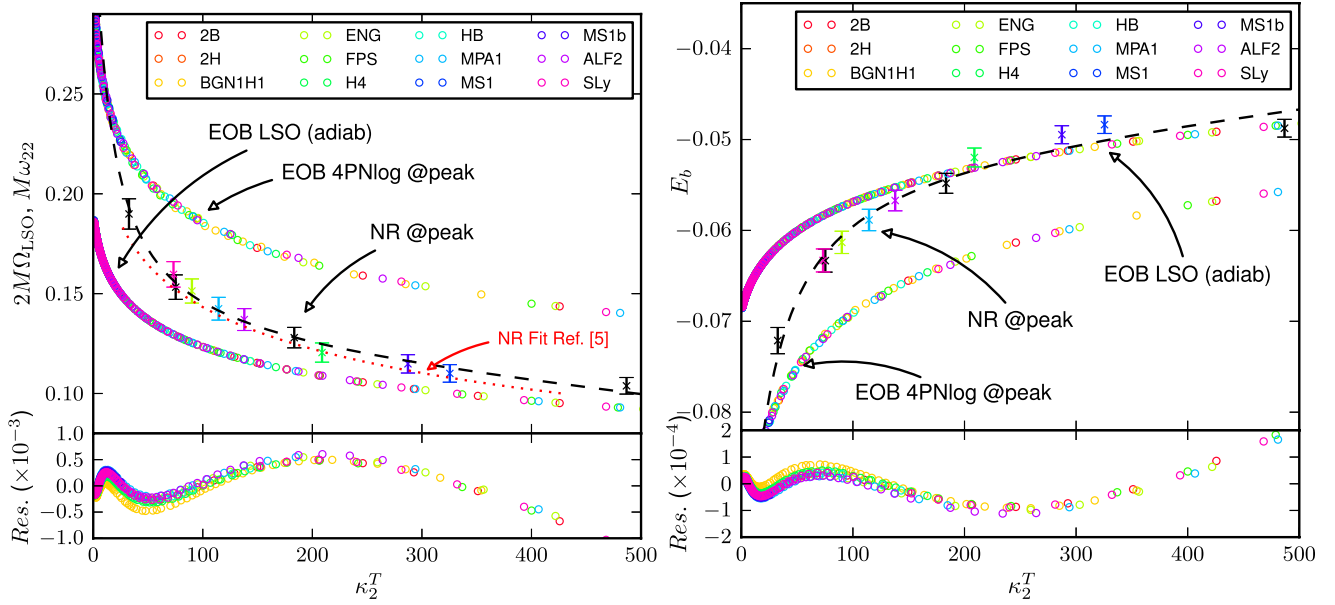 2B ENG HB MS1b
2H FPS MPA1 ALF2
BGN1H1 H4 MS1 SLy
0.25
0.20
0.15
0.10
2MΩ_LSO, Mω_22
EOB LSO (adiab)
EOB 4PNlog @peak
NR @peak
NR Fit Ref. [5]
1.0
0.5
0.0
−0.5
−1.0
Res. (×10^−3)
0 100 200 300 400 500
κ_2^T
2B ENG HB MS1b
2H FPS MPA1 ALF2
BGN1H1 H4 MS1 SLy
−0.04
−0.05
−0.06
−0.07
−0.08
E_b
EOB LSO (adiab)
NR @peak
EOB 4PNlog @peak
2
1
0
−1
−2
Res. (×10^−4)
0 100 200 300 400 500
κ_2^T